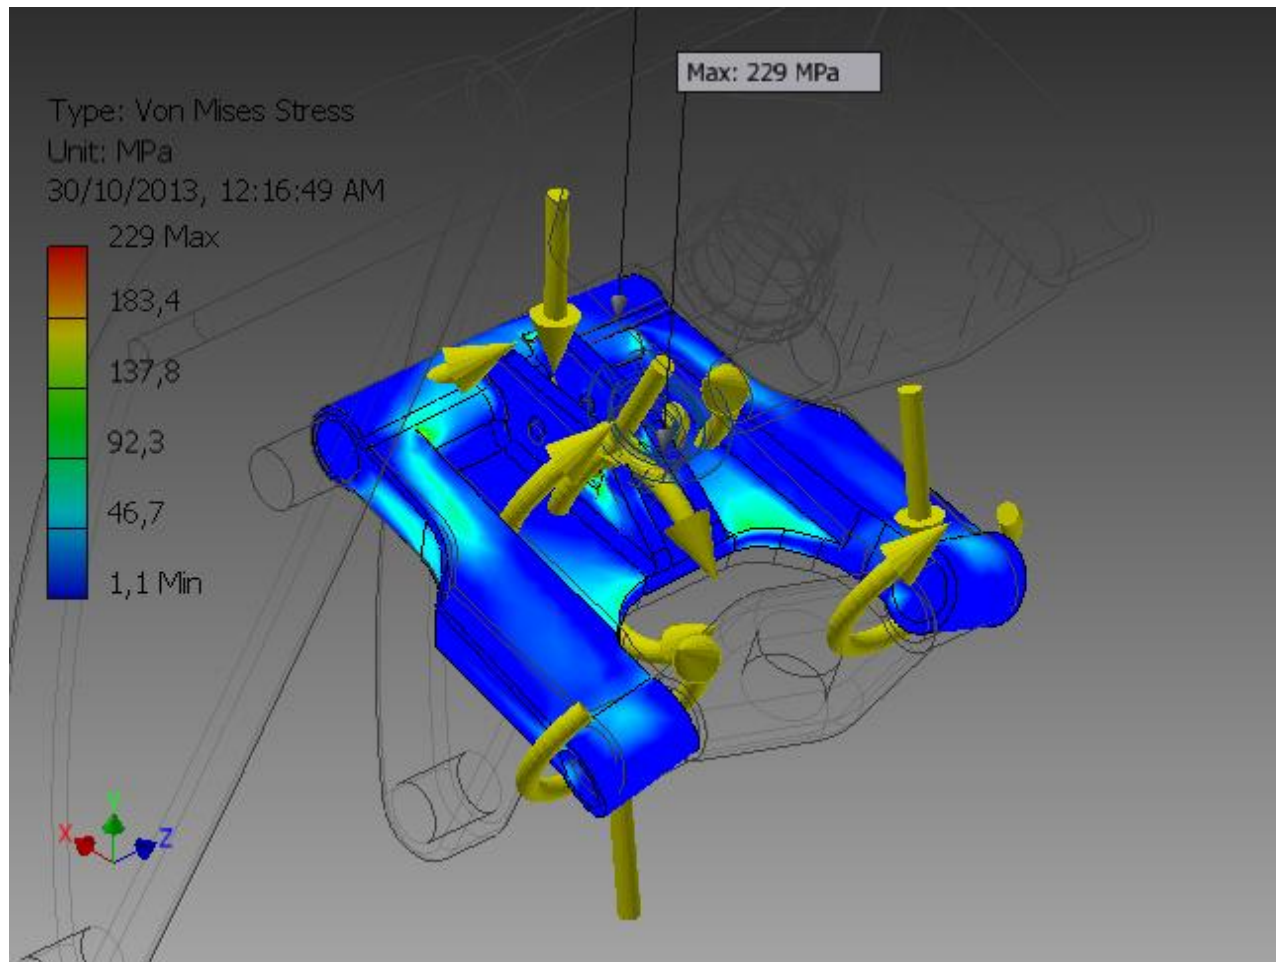 Max: 229 MPa
Type: Von Mises Stress
Unit: MPa
30/10/2013, 12:16:49 AM
229 Max
183,4
137,8
92,3
46,7
1,1 Min
Y
X
Z